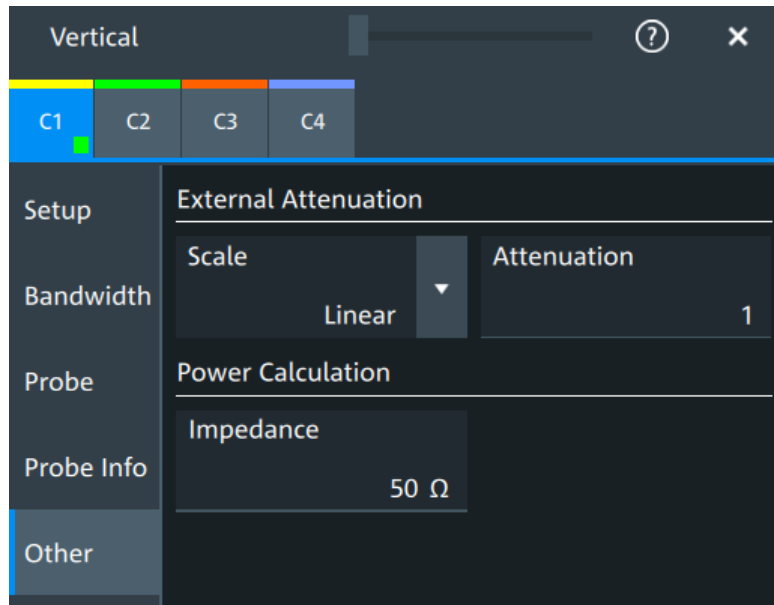 Vertical
?
×
C1
C2
C3
C4
Setup
Bandwidth
Probe
Probe Info
Other
External Attenuation
Scale
Linear
Attenuation
1
Power Calculation
Impedance
50 Ω